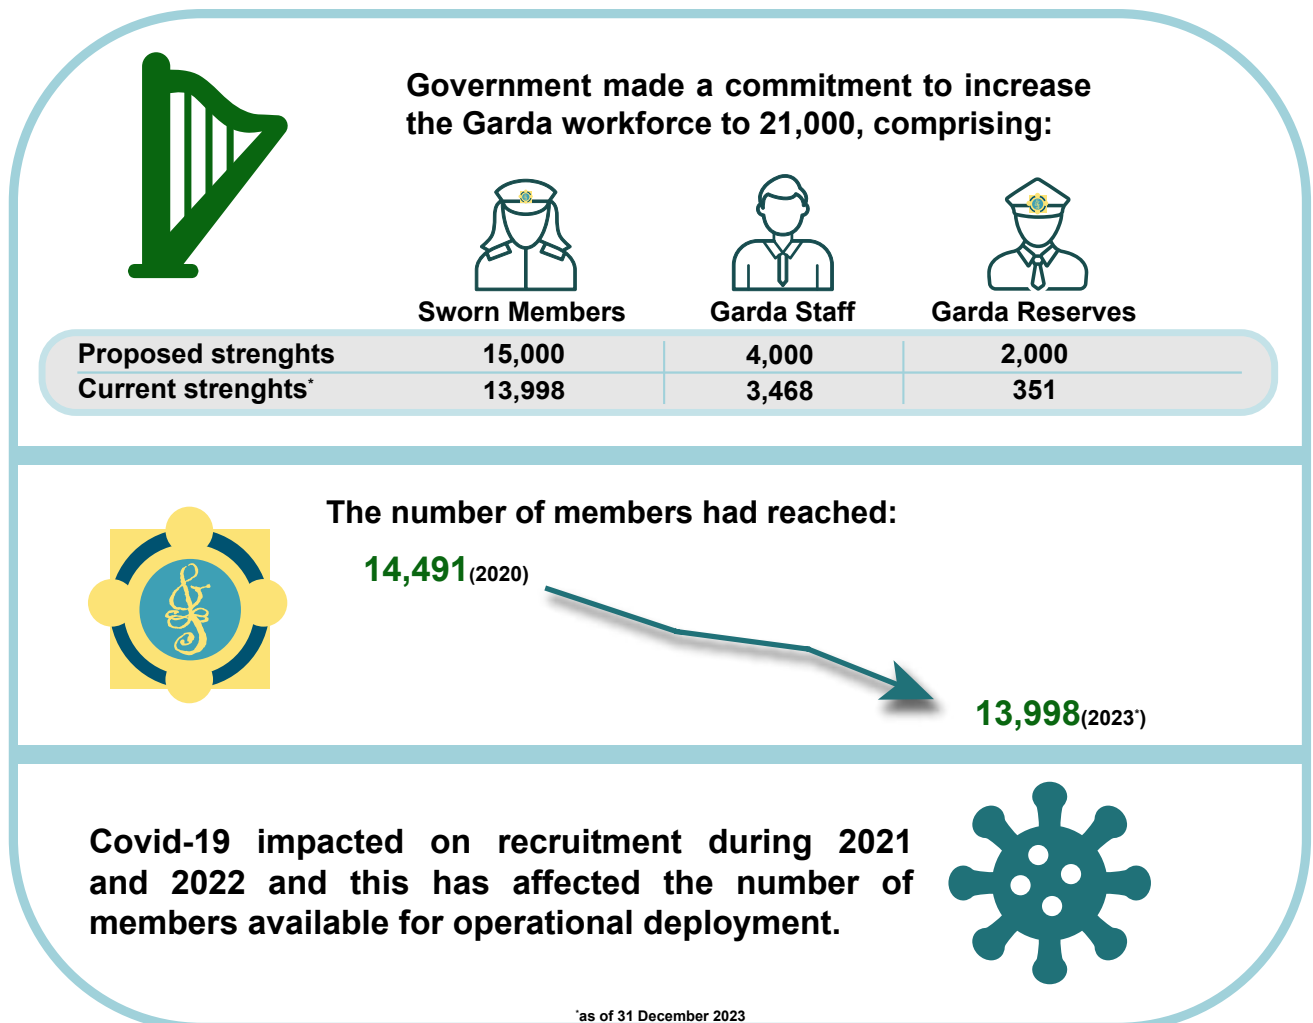 Government made a commitment to increase
the Garda workforce to 21,000, comprising:
Sworn Members Garda Staff Garda Reserves
Proposed strenghts 15,000 4,000 2,000
Current strenghts* 13,998 3,468 351
The number of members had reached:
14,491(2020)
13,998(2023*)
Covid-19 impacted on recruitment during 2021
and 2022 and this has affected the number of
members available for operational deployment.
*as of 31 December 2023